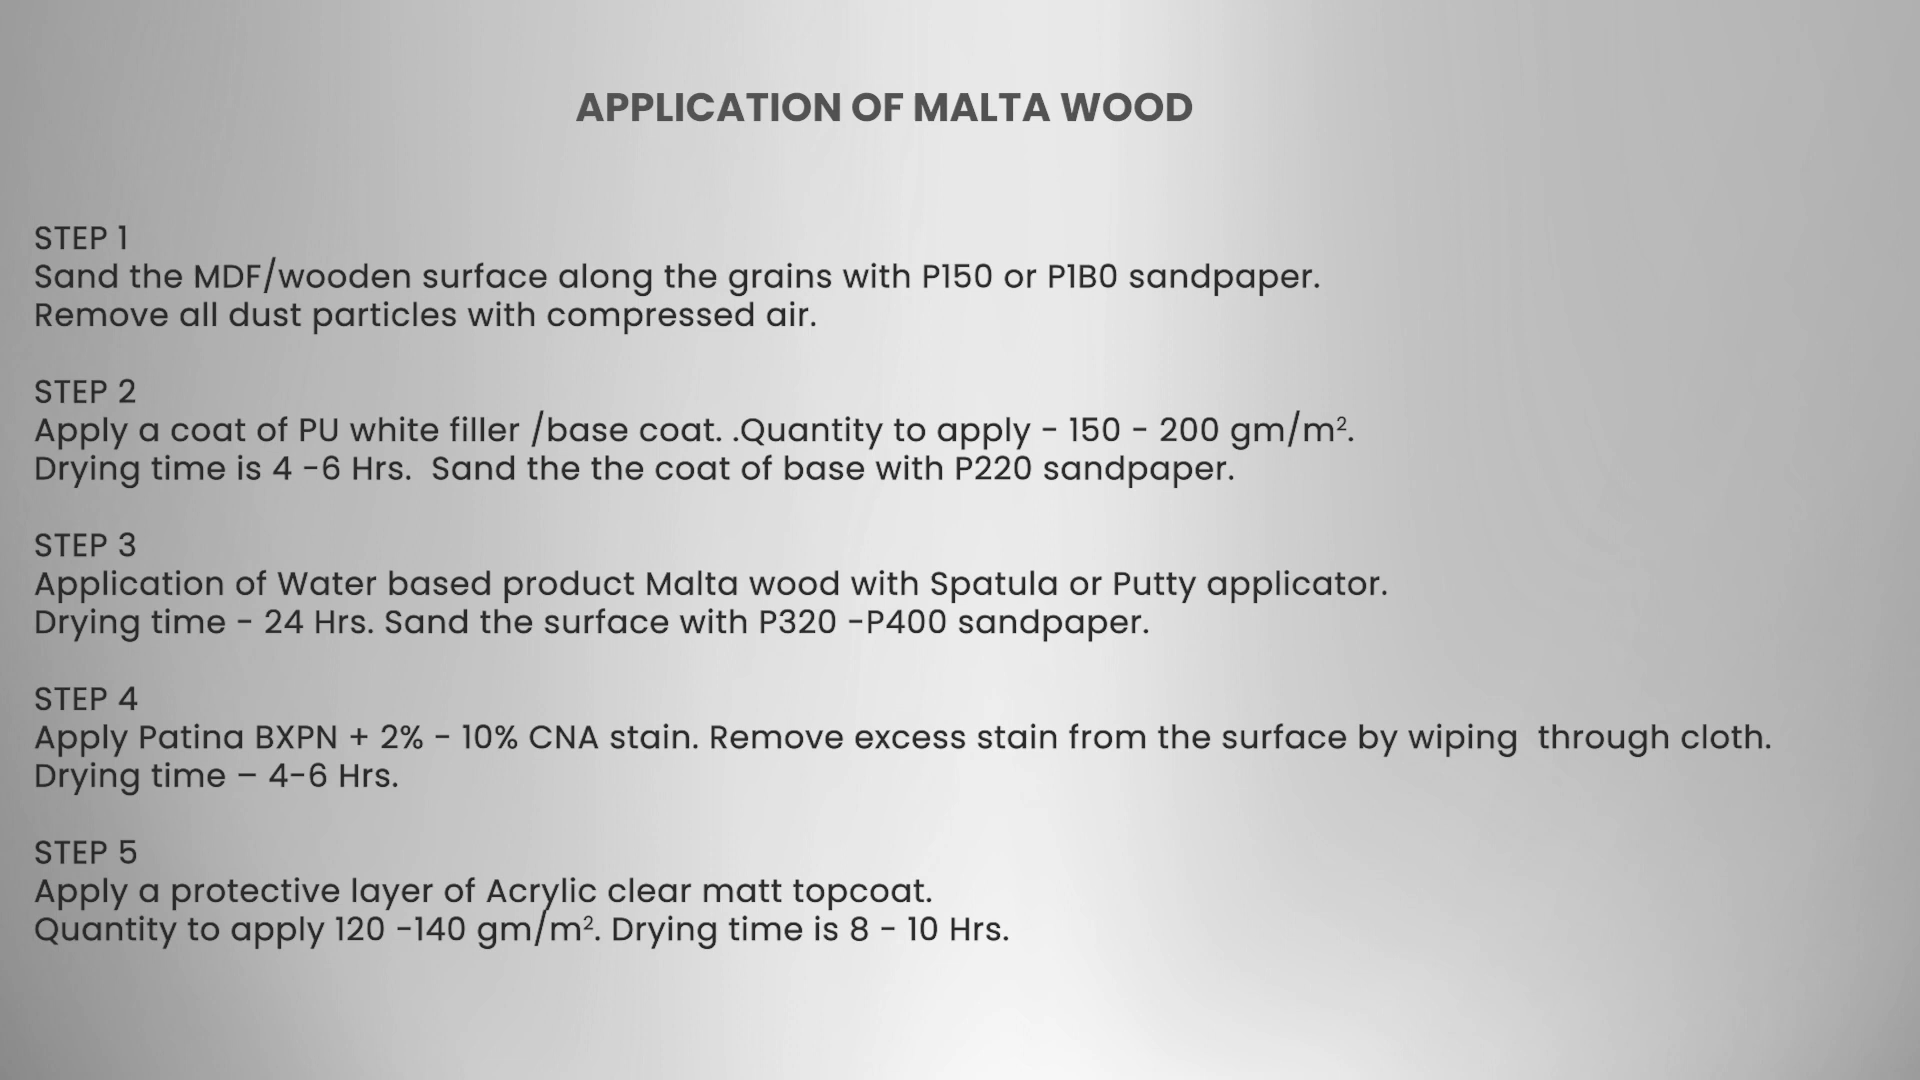 APPLICATION OF MALTA WOOD
STEP 1
Sand the MDF/wooden surface along the grains with P150 or P1B0 sandpaper.
Remove all dust particles with compressed air.
STEP 2
Apply a coat of PU white filler /base coat. .Quantity to apply - 150 - 200 gm/m².
Drying time is 4 -6 Hrs.  Sand the the coat of base with P220 sandpaper.
STEP 3
Application of Water based product Malta wood with Spatula or Putty applicator.
Drying time - 24 Hrs. Sand the surface with P320 -P400 sandpaper.
STEP 4
Apply Patina BXPN + 2% - 10% CNA stain. Remove excess stain from the surface by wiping  through cloth.
Drying time – 4-6 Hrs.
STEP 5
Apply a protective layer of Acrylic clear matt topcoat.
Quantity to apply 120 -140 gm/m². Drying time is 8 - 10 Hrs.